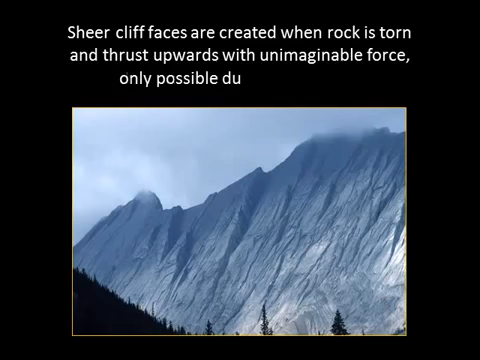 Sheer cliff faces are created when rock is torn
and thrust upwards with unimaginable force,
only possible du